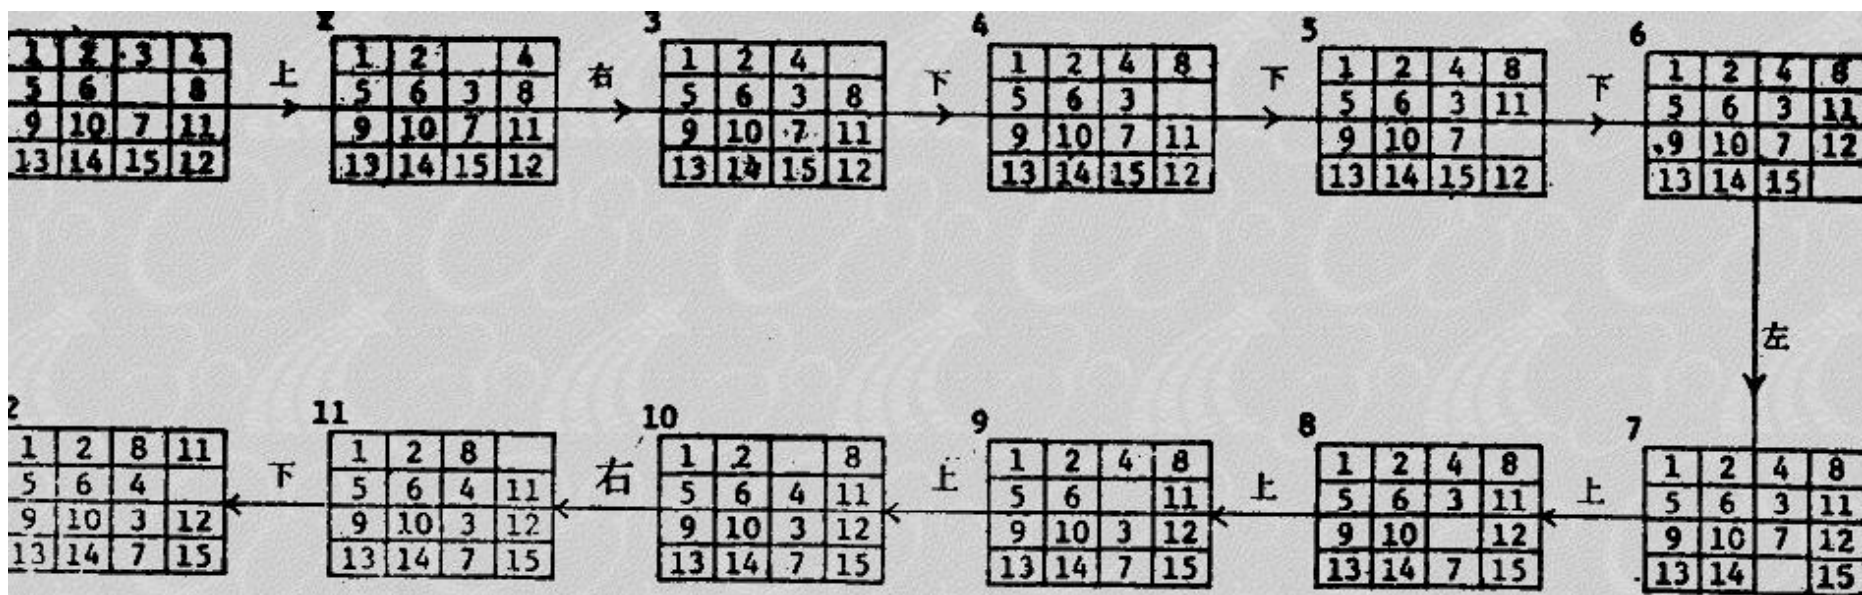 2 3 4 5 6
1 2 3 4 上 1 2 4 右 1 2 4 下 1 2 4 8 下 1 2 4 8 下 1 2 4 8
5 6 8 5 6 3 8 5 6 3 8 5 6 3 5 6 3 11 5 6 3 11
9 10 7 11 9 10 7 11 9 10 7 11 9 10 7 11 9 10 7 9 10 7 12
13 14 15 12 13 14 15 12 13 14 15 12 13 14 15 12 13 14 15 12 13 14 15
左
2 11 10 9 8 7
1 2 8 11 下 1 2 8 右 1 2 8 上 1 2 4 8 上 1 2 4 8 上 1 2 4 8
5 6 4 5 6 4 11 5 6 4 11 5 6 11 5 6 3 11 5 6 3 11
9 10 3 12 9 10 3 12 9 10 3 12 9 10 3 12 9 10 12 9 10 7 12
13 14 7 15 13 14 7 15 13 14 7 15 13 14 7 15 13 14 7 15 13 14 15